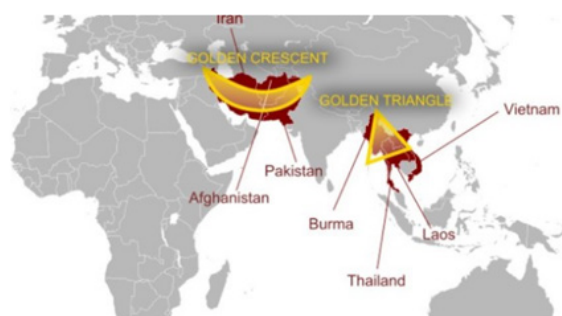 Iran
GOLDEN CRESCENT
GOLDEN TRIANGLE
Vietnam
Pakistan
Afghanistan
Burma
Laos
Thailand